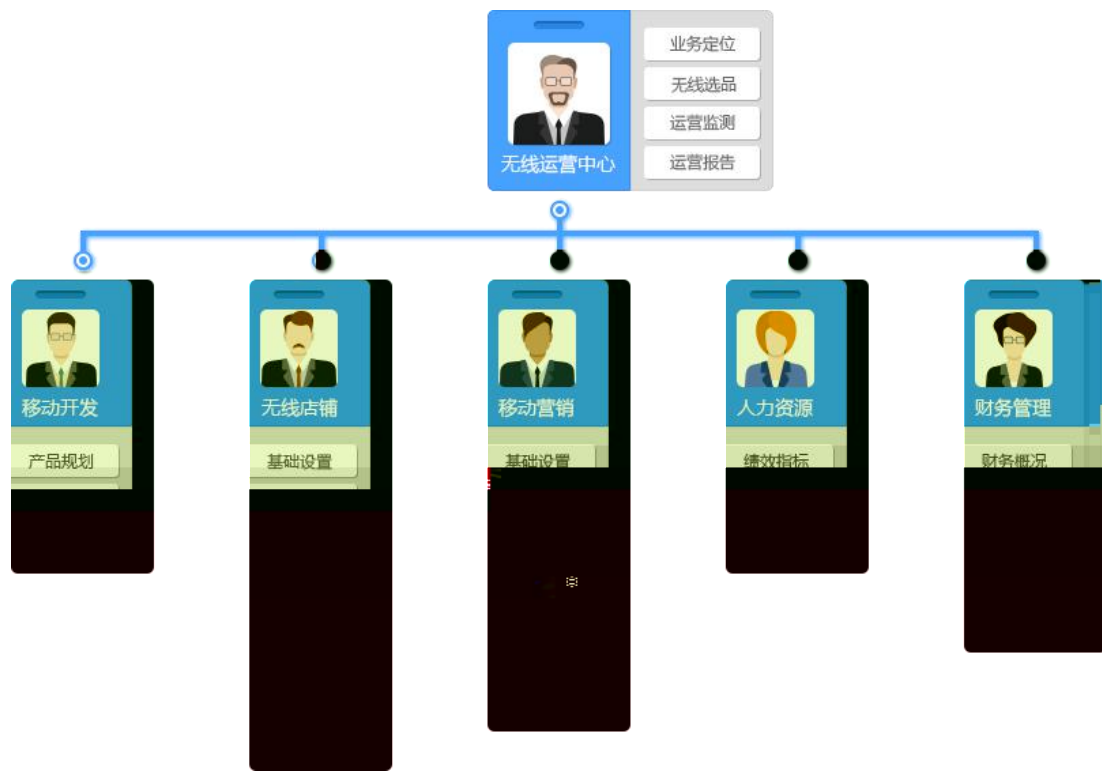 业务定位
无线选品
运营监测
运营报告
无线运营中心
移动开发
无线店铺
移动营销
人力资源
财务管理
产品规划
基础设置
基础设置
绩效指标
财务概况